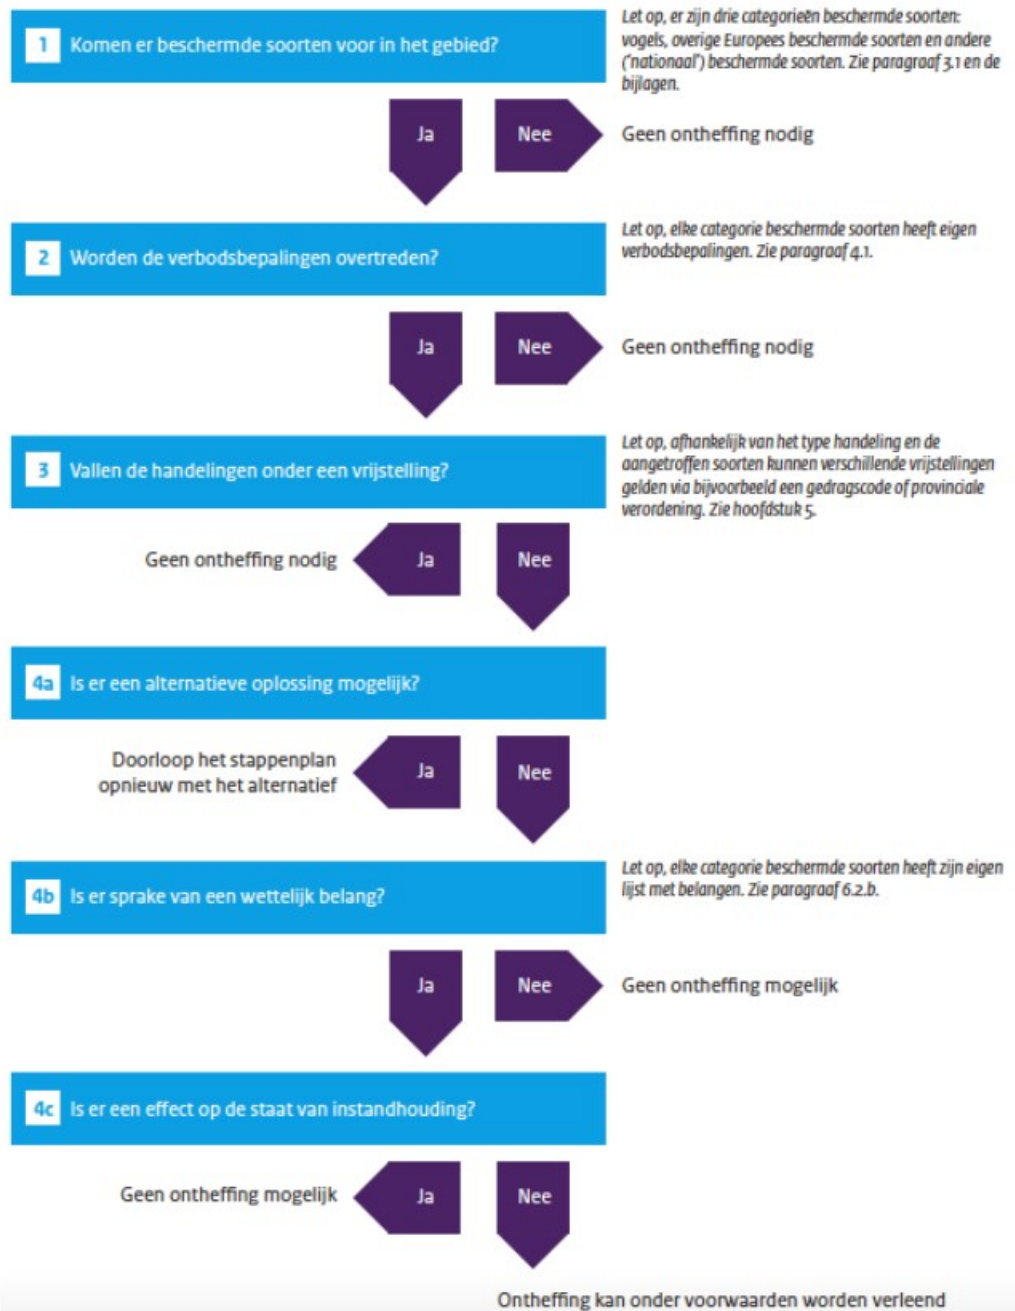 1 Komen er beschermde soorten voor in het gebied?
Let op, er zijn drie categorieën beschermde soorten:
vogels, overige Europees beschermde soorten en andere
('nationaal') beschermde soorten. Zie paragraaf 3.1 en de
bijlagen.
Ja
Nee
Geen ontheffing nodig
2 Worden de verbodsbepalingen overtreden?
Let op, elke categorie beschermde soorten heeft eigen
verbodsbepalingen. Zie paragraaf 4.1.
Ja
Nee
Geen ontheffing nodig
3 Vallen de handelingen onder een vrijstelling?
Let op, afhankelijk van het type handeling en de
aangetroffen soorten kunnen verschillende vrijstellingen
gelden via bijvoorbeeld een gedragscode of provinciale
verordening. Zie hoofdstuk 5.
Geen ontheffing nodig
Ja
Nee
4a Is er een alternatieve oplossing mogelijk?
Doorloop het stappenplan
opnieuw met het alternatief
Ja
Nee
4b Is er sprake van een wettelijk belang?
Let op, elke categorie beschermde soorten heeft zijn eigen
lijst met belangen. Zie paragraaf 6.2.b.
Ja
Nee
Geen ontheffing mogelijk
4c Is er een effect op de staat van instandhouding?
Geen ontheffing mogelijk
Ja
Nee
Ontheffing kan onder voorwaarden worden verleend